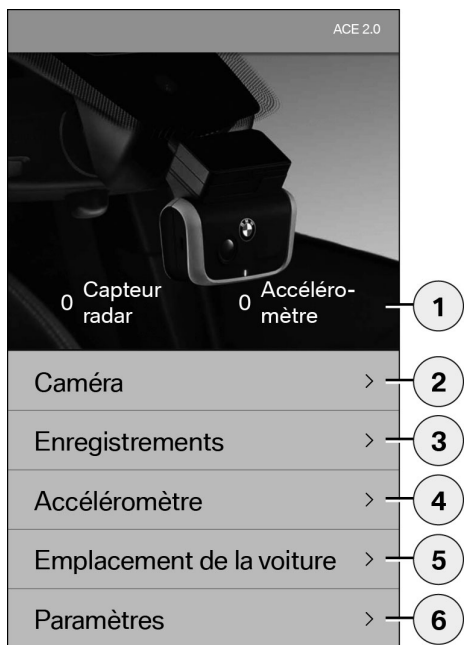 ACE 2.0
0 Capteur radar
0 Accéléro-
mètre
1
Caméra > 2
Enregistrements > 3
Accéléromètre > 4
Emplacement de la voiture > 5
Paramètres > 6